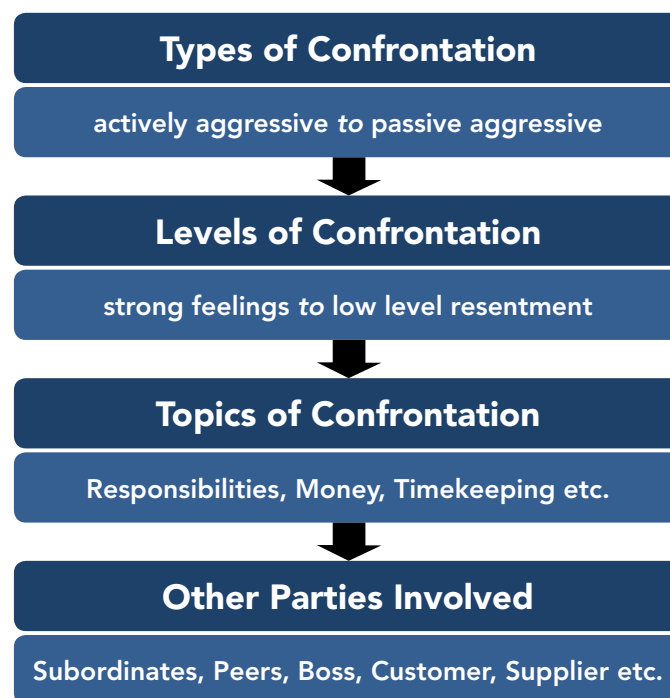 Types of Confrontation
actively aggressive to passive aggressive
Levels of Confrontation
strong feelings to low level resentment
Topics of Confrontation
Responsibilities, Money, Timekeeping etc.
Other Parties Involved
Subordinates, Peers, Boss, Customer, Supplier etc.